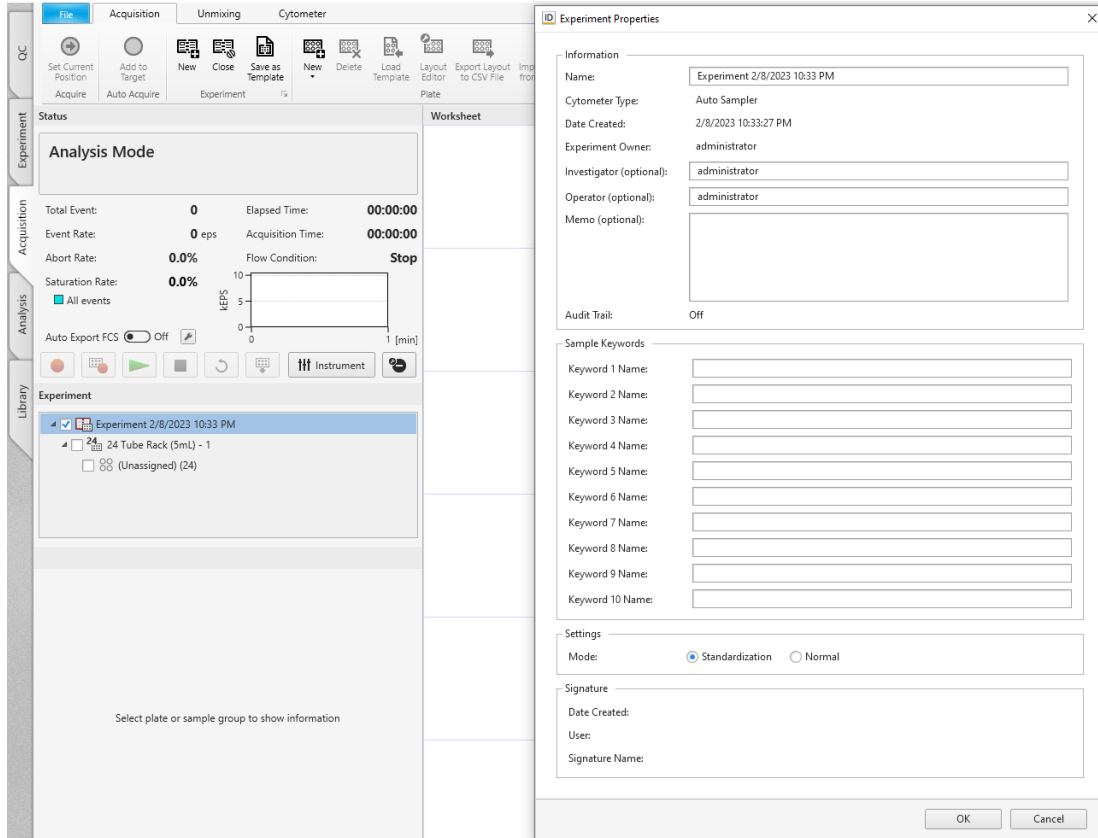 File
Acquisition
Unmixing
Cytometer
Set Current
Position
Add to
Target
New
Close
Save as
Template
New
Delete
Load
Template
Layout
Editor
Export Layout
to CSV File
Imp
from
Acquire
Auto Acquire
Experiment
Plate
QC
Experiment
Acquisition
Analysis
Library
Status
Analysis Mode
Total Event: 0 Elapsed Time: 00:00:00
Event Rate: 0 eps Acquisition Time: 00:00:00
Abort Rate: 0.0% Flow Condition: Stop
Saturation Rate: 0.0%
All events
kEPS
10
5
0
0 1 [min]
Auto Export FCS Off
Instrument
Experiment
Experiment 2/8/2023 10:33 PM
24 24 Tube Rack (5mL) - 1
(Unassigned) (24)
Select plate or sample group to show information
Worksheet
ID Experiment Properties
Information
Name: Experiment 2/8/2023 10:33 PM
Cytometer Type: Auto Sampler
Date Created: 2/8/2023 10:33:27 PM
Experiment Owner: administrator
Investigator (optional): administrator
Operator (optional): administrator
Memo (optional):
Audit Trail: Off
Sample Keywords
Keyword 1 Name:
Keyword 2 Name:
Keyword 3 Name:
Keyword 4 Name:
Keyword 5 Name:
Keyword 6 Name:
Keyword 7 Name:
Keyword 8 Name:
Keyword 9 Name:
Keyword 10 Name:
Settings
Mode: Standardization Normal
Signature
Date Created:
User:
Signature Name:
OK Cancel